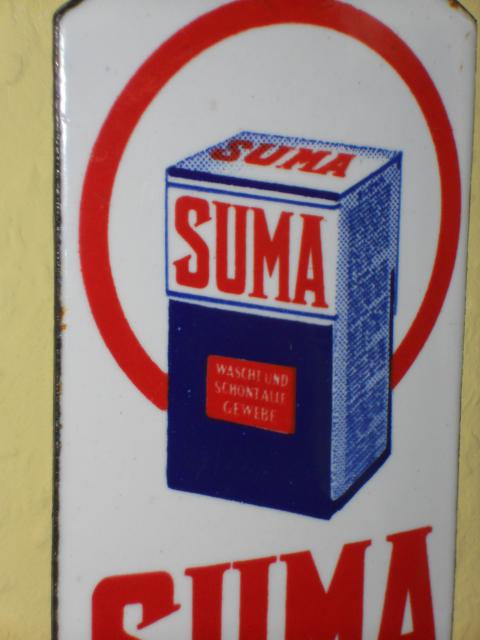 SUMA
SUMA
WASCHT UND
SCHONT ALLE
GEWEBE
SUMA